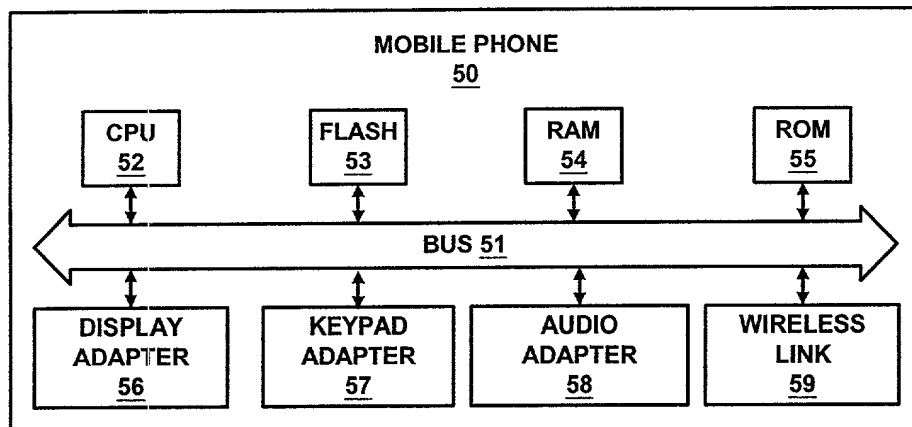 MOBILE PHONE
50
CPU
52
FLASH
53
RAM
54
ROM
55
BUS 51
DISPLAY
ADAPTER
56
KEYPAD
ADAPTER
57
AUDIO
ADAPTER
58
WIRELESS
LINK
59